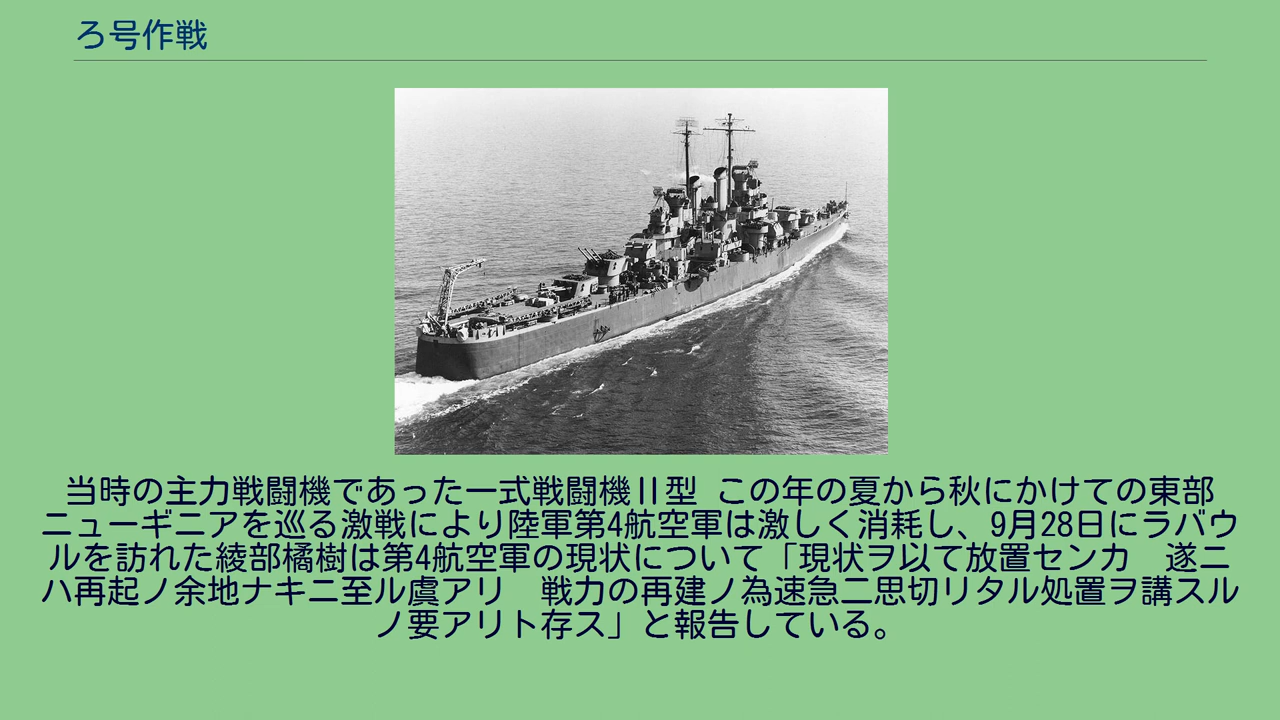 ろ号作戦
当時の主力戦闘機であった一式戦闘機II型 この年の夏から秋にかけての東部
ニューギニアを巡る激戦により陸軍第4航空軍は激しく消耗し、9月28日にラバウ
ルを訪れた綾部橘樹は第4航空軍の現状について「現状ヲ以て放置センカ　遂ニ
ハ再起ノ余地ナキニ至ル虞アリ　戦力の再建ノ為速急二思切リタル処置ヲ講スル
ノ要アリト存ス」と報告している。